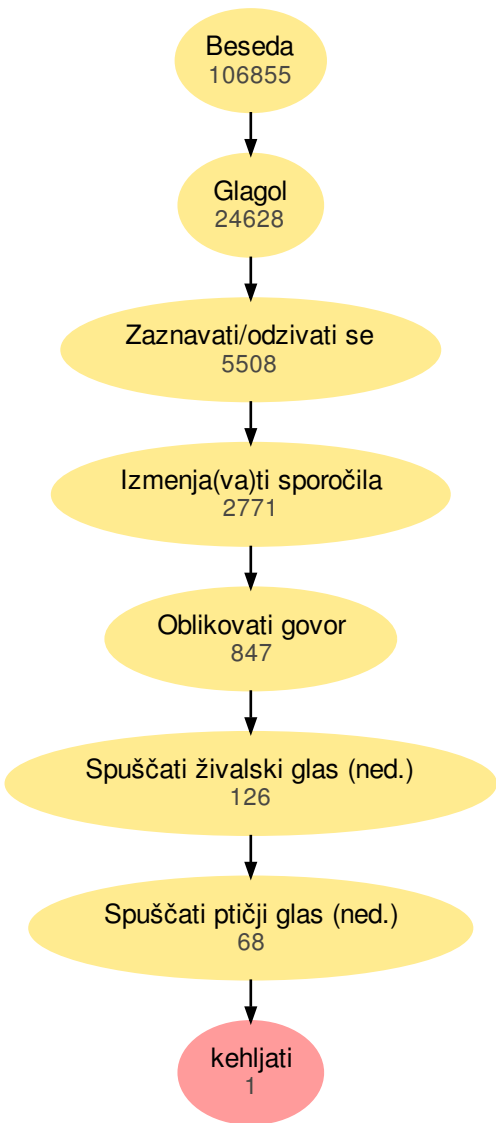 Beseda
106855
Glagol
24628
Zaznavati/odzivati se
5508
Izmenja(va)ti sporočila
2771
Oblikovati govor
847
Spuščati živalski glas (ned.)
126
Spuščati ptičji glas (ned.)
68
kehljati
1